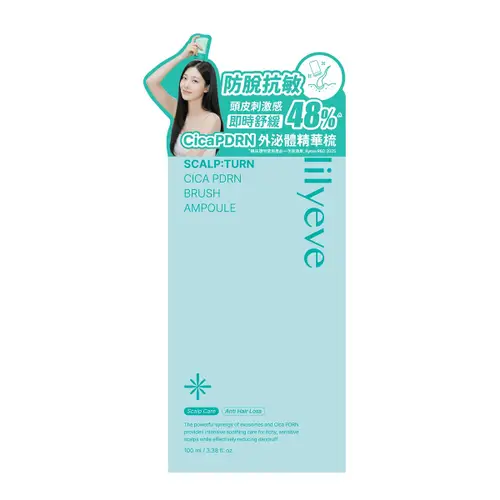 防脫抗敏
頭皮刺激感
即時舒緩 48%
CicaPDRN 外泌體精華梳
lilyeve
SCALP:TURN
CICA PDRN
BRUSH
AMPOULE
Scalp Care Anti Hair Loss
The powerful synergy of exosomes and Cica PDRN
provides intensive soothing care for itchy, sensitive
scalps while effectively reducing dandruff.
100 ml / 3.38 fl. oz